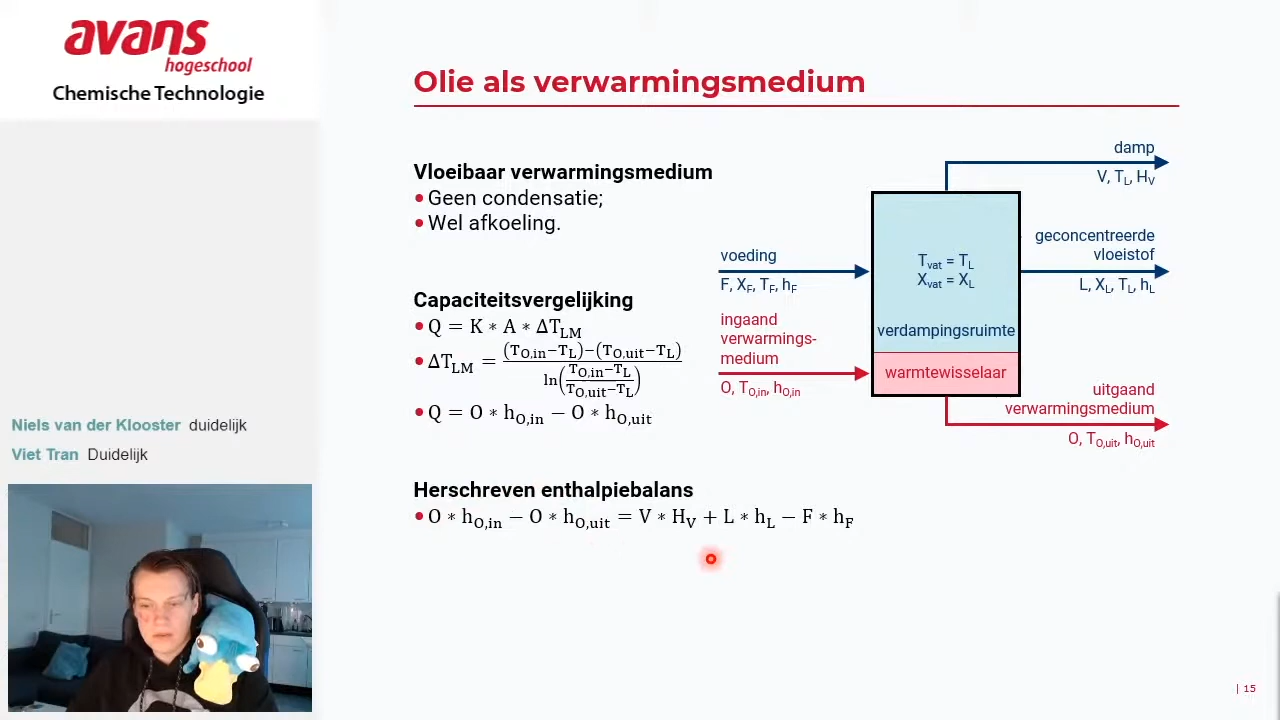 avans
hogeschool
Chemische Technologie
Olie als verwarmingsmedium
Vloeibaar verwarmingsmedium
• Geen condensatie;
• Wel afkoeling.
Capaciteitsvergelijking
• Q = K * A * ΔT_LM
• ΔT_LM = ((T_O,in−T_L)−(T_O,uit−T_L)) / ln((T_O,in−T_L)/(T_O,uit−T_L))
• Q = O * h_O,in − O * h_O,uit
Herschreven enthalpiebalans
• O * h_O,in − O * h_O,uit = V * H_V + L * h_L − F * h_F
damp
V, T_L, H_V
geconcentreerde
vloeistof
L, X_L, T_L, h_L
voeding
F, X_F, T_F, h_F
T_vat = T_L
X_vat = X_L
verdampingsruimte
ingaand
verwarmings-
medium
O, T_O,in, h_O,in
warmtewisselaar
uitgaand
verwarmingsmedium
O, T_O,uit, h_O,uit
Niels van der Klooster duidelijk
Viet Tran Duidelijk
| 15